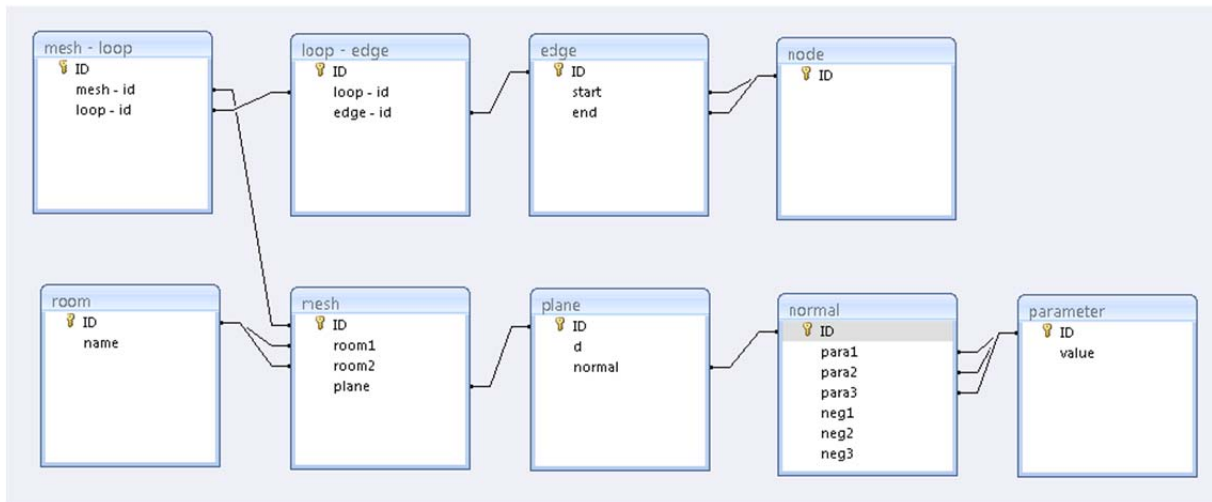 mesh - loop
ID
mesh - id
loop - id
loop - edge
ID
loop - id
edge - id
edge
ID
start
end
node
ID
room
ID
name
mesh
ID
room1
room2
plane
plane
ID
d
normal
normal
ID
para1
para2
para3
neg1
neg2
neg3
parameter
ID
value